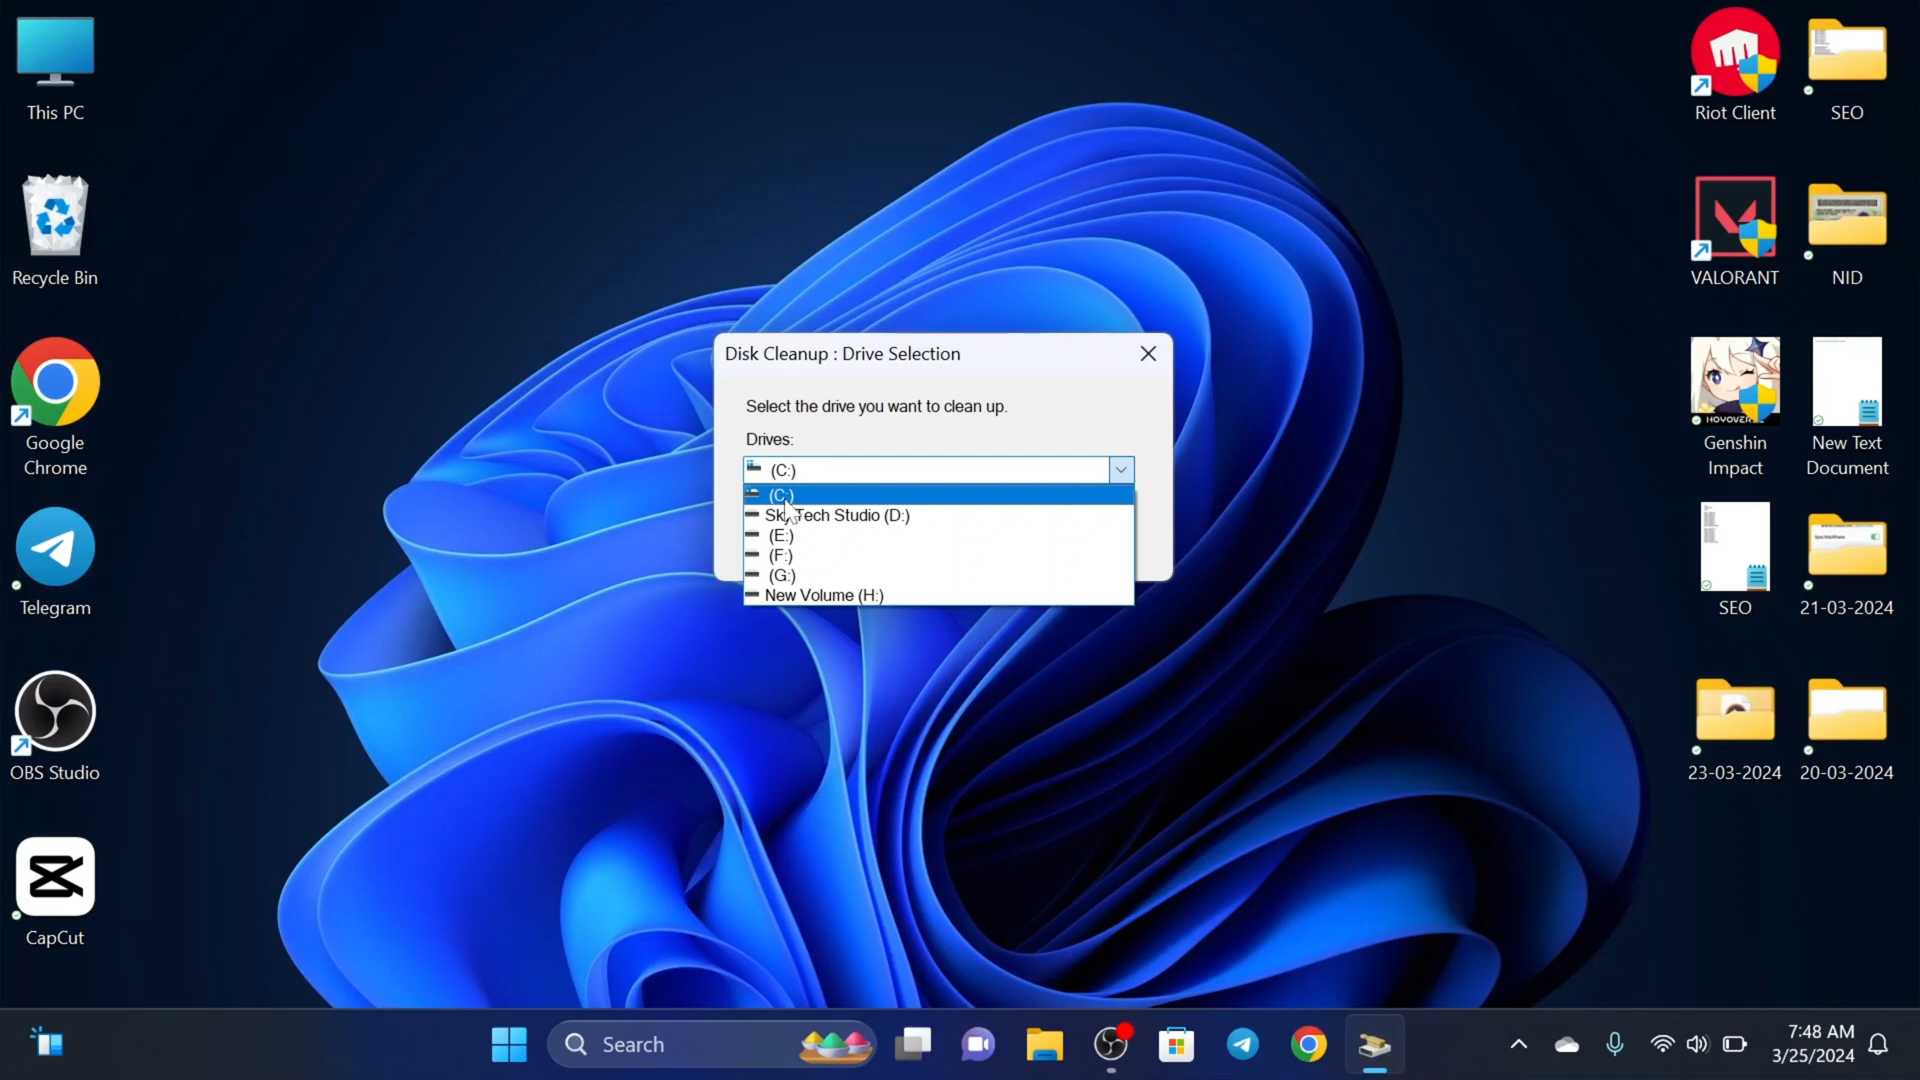 This PC
Recycle Bin
Google
Chrome
Telegram
OBS Studio
CapCut
Riot Client
SEO
VALORANT
NID
HOYOVER
Genshin
Impact
New Text
Document
SEO
21-03-2024
23-03-2024
20-03-2024
Disk Cleanup : Drive Selection
Select the drive you want to clean up.
Drives:
(C:)
(C:)
Sky Tech Studio (D:)
(E:)
(F:)
(G:)
New Volume (H:)
Search
7:48 AM
3/25/2024